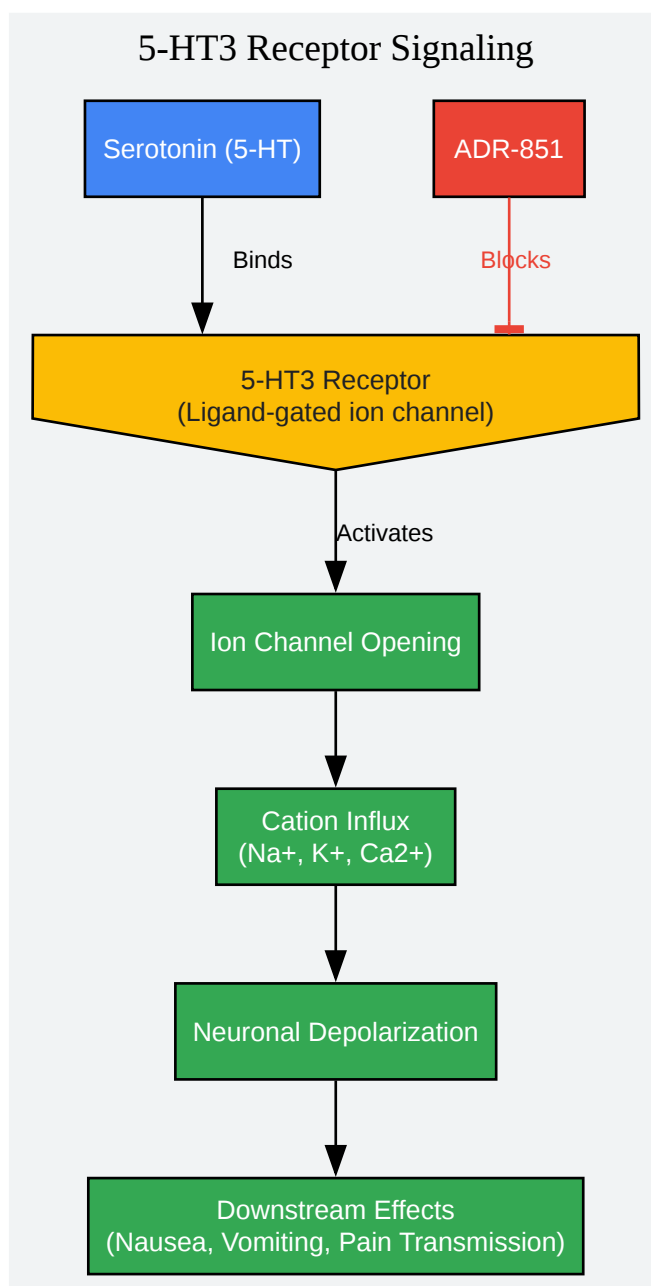 5-HT3 Receptor Signaling
Serotonin (5-HT)
ADR-851
Binds
Blocks
5-HT3 Receptor
(Ligand-gated ion channel)
Activates
Ion Channel Opening
Cation Influx
(Na+, K+, Ca2+)
Neuronal Depolarization
Downstream Effects
(Nausea, Vomiting, Pain Transmission)